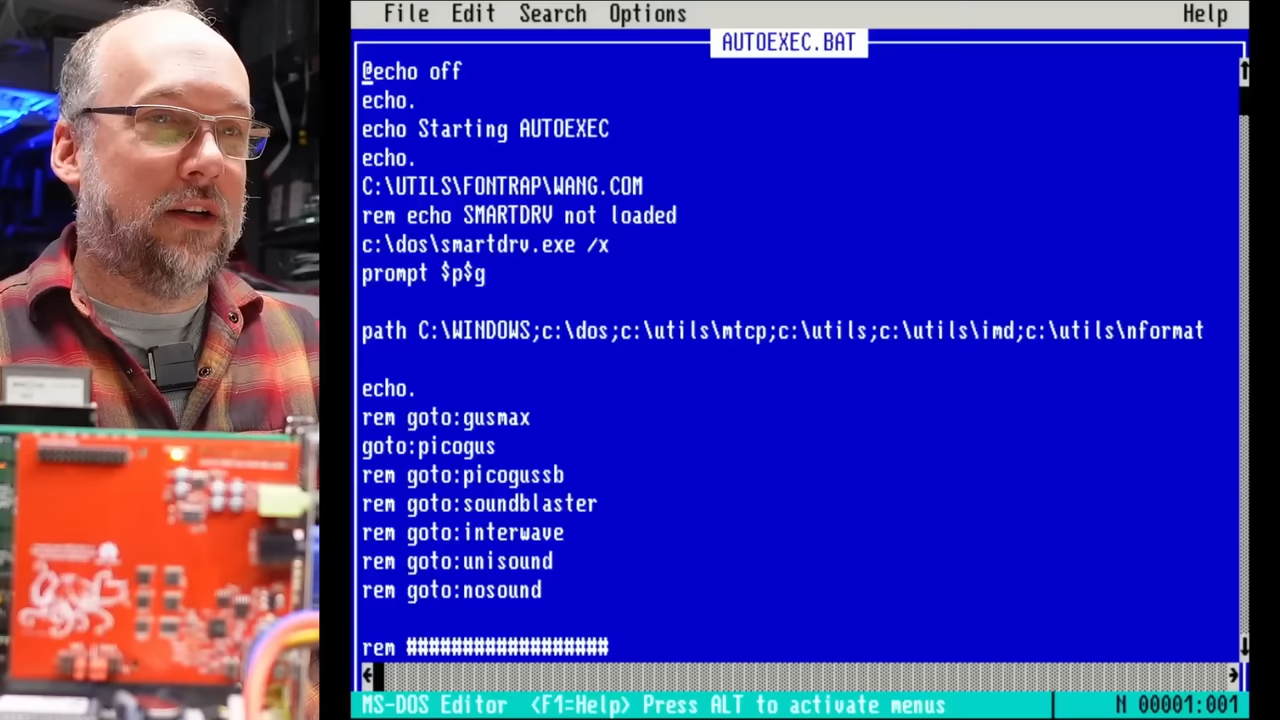 File Edit Search Options Help
AUTOEXEC.BAT
@echo off
echo.
echo Starting AUTOEXEC
echo.
C:\UTILS\FONTRAP\WANG.COM
rem echo SMARTDRV not loaded
c:\dos\smartdrv.exe /x
prompt $p$g
path C:\WINDOWS;c:\dos;c:\utils\mtcp;c:\utils;c:\utils\imd;c:\utils\nformat
echo.
rem goto:gusmax
goto:picogus
rem goto:picogussb
rem goto:soundblaster
rem goto:interwave
rem goto:unisound
rem goto:nosound
rem ##################
MS-DOS Editor <F1=Help> Press ALT to activate menus N 00001:001